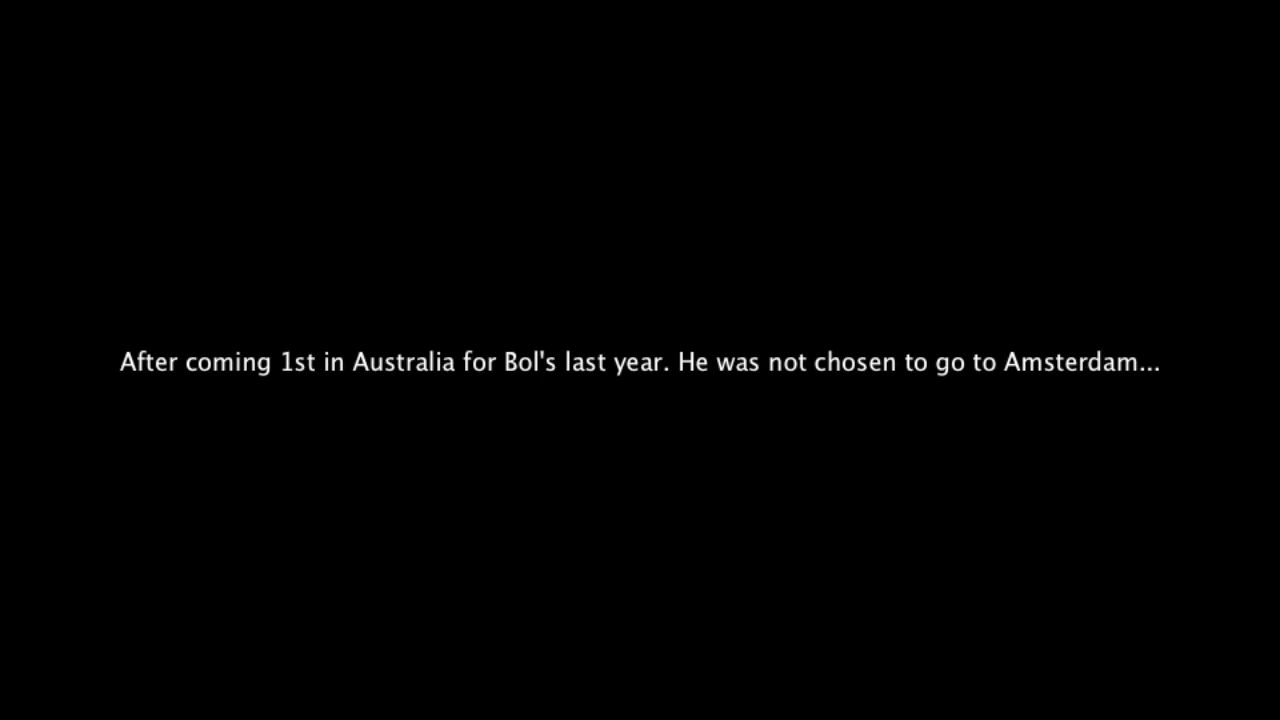 After coming 1st in Australia for Bol's last year. He was not chosen to go to Amsterdam...